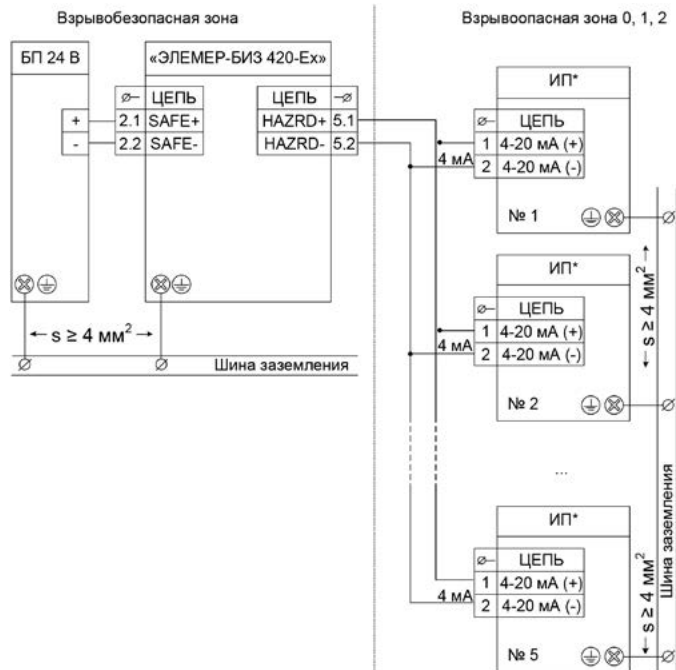 Взрывобезопасная зона
Взрывоопасная зона 0, 1, 2
БП 24 В
+
-
«ЭЛЕМЕР-БИЗ 420-Ex»
ЦЕПЬ
2.1 SAFE+
2.2 SAFE-
ЦЕПЬ
HAZRD+ 5.1
HAZRD- 5.2
s ≥ 4 мм²
Шина заземления
ИП*
ЦЕПЬ
1 4-20 мА (+)
2 4-20 мА (-)
4 мА
№ 1
ИП*
ЦЕПЬ
1 4-20 мА (+)
2 4-20 мА (-)
4 мА
№ 2
s ≥ 4 мм²
...
ИП*
ЦЕПЬ
1 4-20 мА (+)
2 4-20 мА (-)
4 мА
№ 5
s ≥ 4 мм²
Шина заземления